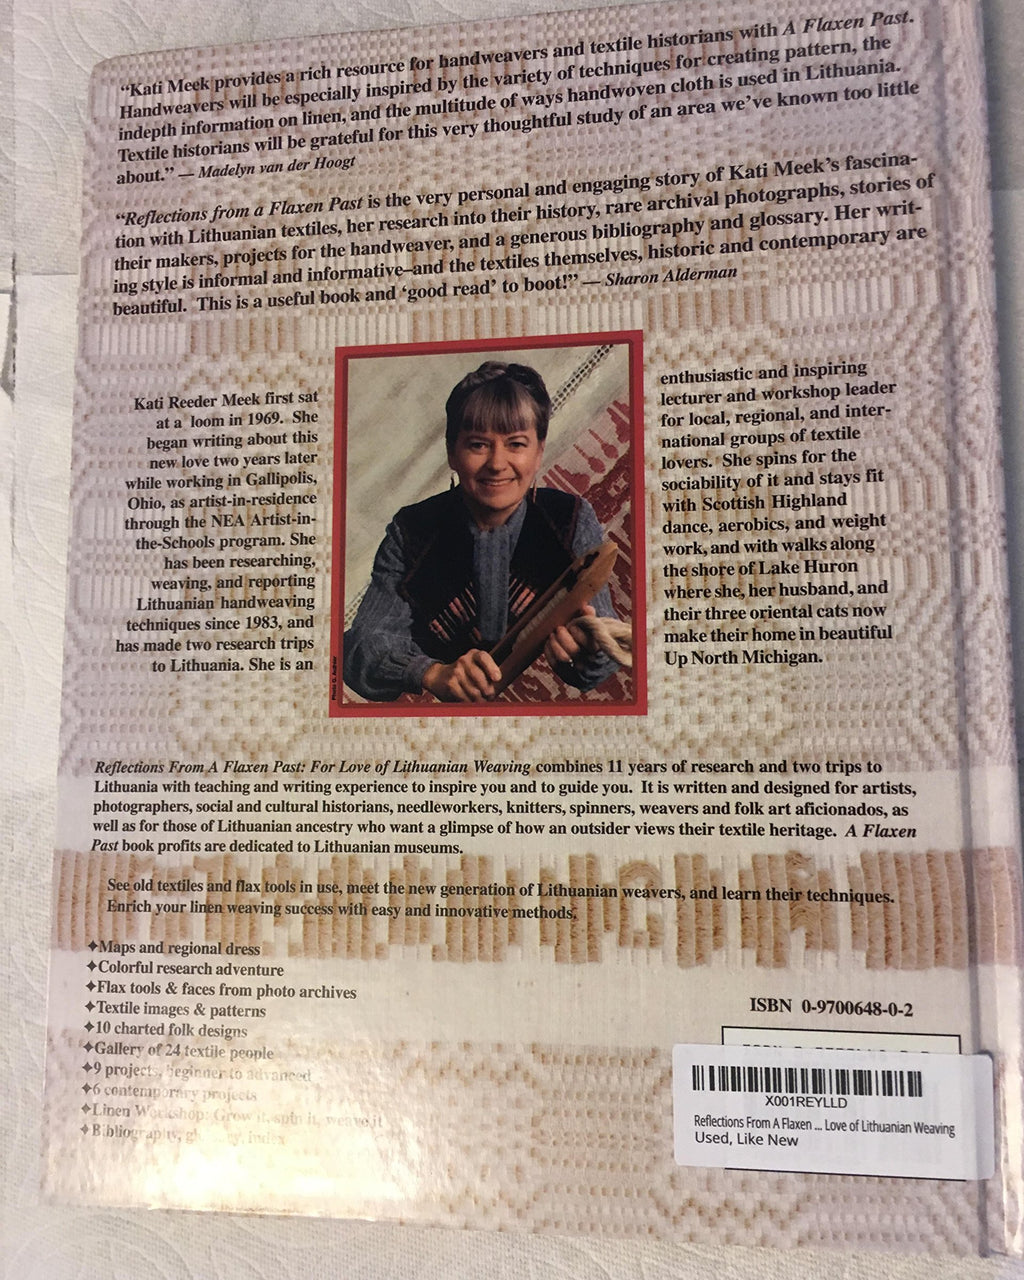 “Kati Meek provides a rich resource for handweavers and textile historians with A Flaxen Past.
Handweavers will be especially inspired by the variety of techniques for creating pattern, the
indepth information on linen, and the multitude of ways handwoven cloth is used in Lithuania.
Textile historians will be grateful for this very thoughtful study of an area we’ve known too little
about.” — Madelyn van der Hoogt
“Reflections from a Flaxen Past is the very personal and engaging story of Kati Meek’s fascina-
tion with Lithuanian textiles, her research into their history, rare archival photographs, stories of
their makers, projects for the handweaver, and a generous bibliography and glossary. Her writ-
ing style is informal and informative–and the textiles themselves, historic and contemporary are
beautiful. This is a useful book and ‘good read’ to boot!” — Sharon Alderman
Kati Reeder Meek first sat
at a loom in 1969. She
began writing about this
new love two years later
while working in Gallipolis,
Ohio, as artist-in-residence
through the NEA Artist-in-
the-Schools program. She
has been researching,
weaving, and reporting
Lithuanian handweaving
techniques since 1983, and
has made two research trips
to Lithuania. She is an
enthusiastic and inspiring
lecturer and workshop leader
for local, regional, and inter-
national groups of textile
lovers. She spins for the
sociability of it and stays fit
with Scottish Highland
dance, aerobics, and weight
work, and with walks along
the shore of Lake Huron
where she, her husband, and
their three oriental cats now
make their home in beautiful
Up North Michigan.
Reflections From A Flaxen Past: For Love of Lithuanian Weaving combines 11 years of research and two trips to
Lithuania with teaching and writing experience to inspire you and to guide you. It is written and designed for artists,
photographers, social and cultural historians, needleworkers, knitters, spinners, weavers and folk art aficionados, as
well as for those of Lithuanian ancestry who want a glimpse of how an outsider views their textile heritage. A Flaxen
Past book profits are dedicated to Lithuanian museums.
See old textiles and flax tools in use, meet the new generation of Lithuanian weavers, and learn their techniques.
Enrich your linen weaving success with easy and innovative methods.
✦Maps and regional dress
✦Colorful research adventure
✦Flax tools & faces from photo archives
✦Textile images & patterns
✦10 charted folk designs
✦Gallery of 24 textile people
✦9 projects, beginner to advanced
✦6 contemporary projects
✦Linen Workshop: Grow it, spin it, weave it
✦Bibliography, glossary, index
ISBN 0-9700648-0-2
X001REYLLD
Reflections From A Flaxen ... Love of Lithuanian Weaving
Used, Like New